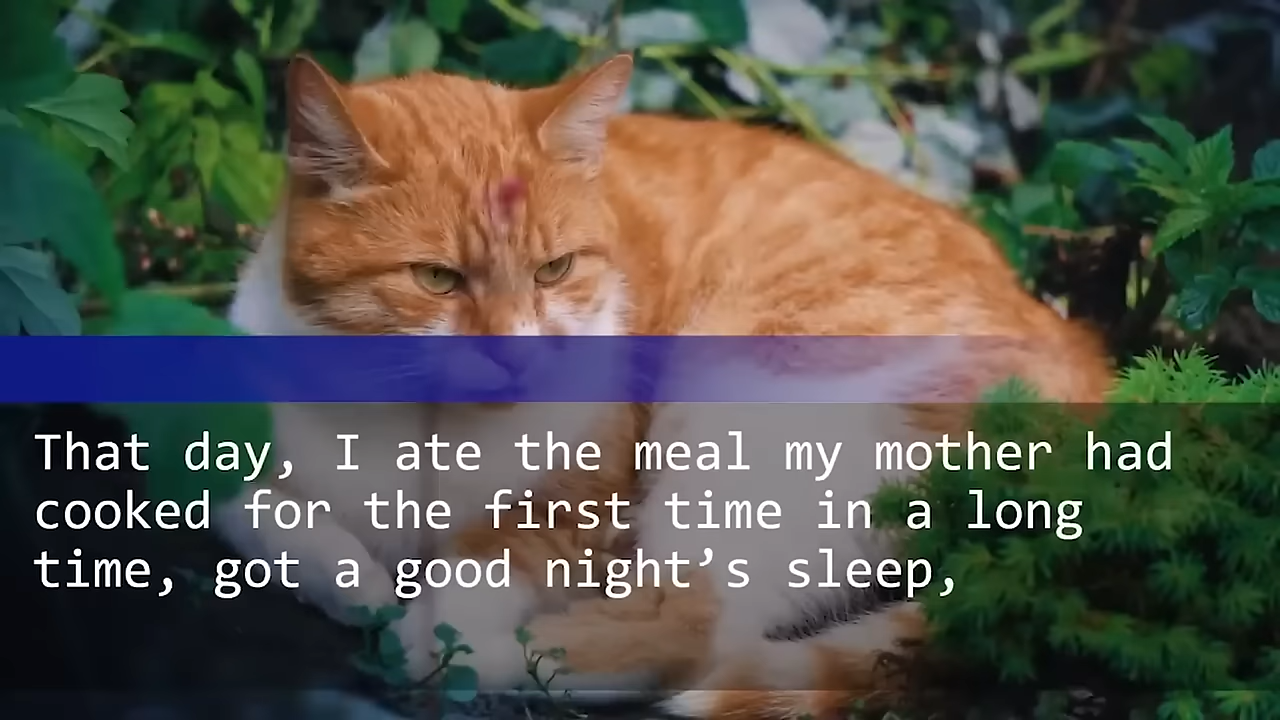 That day, I ate the meal my mother had
cooked for the first time in a long
time, got a good night’s sleep,